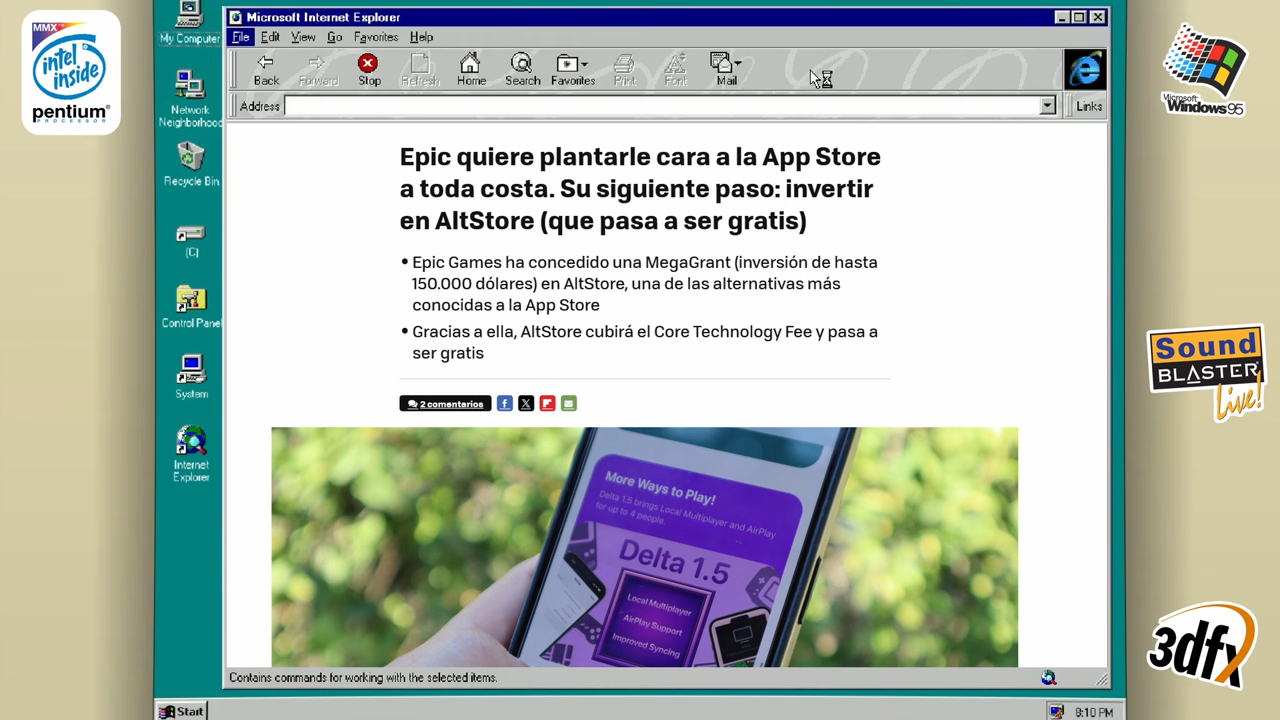 MMX
intel
inside
pentium®
PROCESSOR
My Computer
Network
Neighborhood
Recycle Bin
(C)
Control Panel
System
Internet
Explorer
Microsoft Internet Explorer
File Edit View Go Favorites Help
Back Forward Stop Refresh Home Search Favorites Print Font Mail
Address
Links
Epic quiere plantarle cara a la App Store
a toda costa. Su siguiente paso: invertir
en AltStore (que pasa a ser gratis)
• Epic Games ha concedido una MegaGrant (inversión de hasta
150.000 dólares) en AltStore, una de las alternativas más
conocidas a la App Store
• Gracias a ella, AltStore cubrirá el Core Technology Fee y pasa a
ser gratis
2 comentarios
More Ways to Play!
Delta 1.5 brings Local Multiplayer and AirPlay
for up to 4 people.
Delta 1.5
Local Multiplayer
AirPlay Support
Improved Syncing
Contains commands for working with the selected items.
Start
8:10 PM
Microsoft
Windows 95
Sound
BLASTER
Live!
3dfx